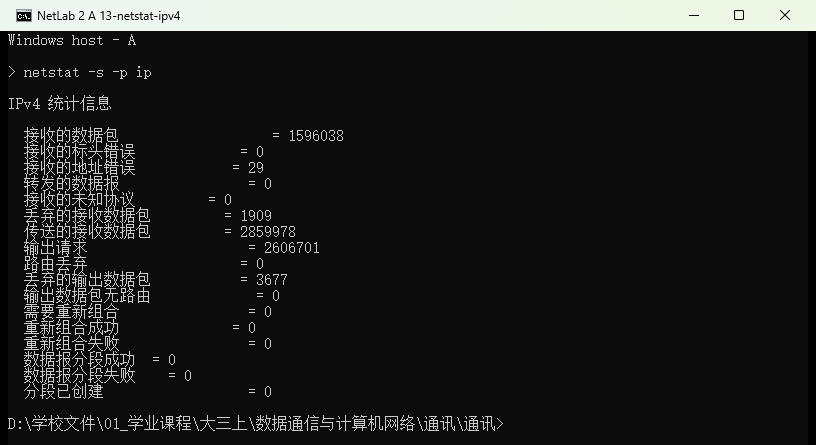 NetLab 2 A 13-netstat-ipv4
Windows host - A
> netstat -s -p ip
IPv4 统计信息
接收的数据包 = 1596038
接收的标头错误 = 0
接收的地址错误 = 29
转发的数据报 = 0
接收的未知协议 = 0
丢弃的接收数据包 = 1909
传送的接收数据包 = 2859978
输出请求 = 2606701
路由丢弃 = 0
丢弃的输出数据包 = 3677
输出数据包无路由 = 0
需要重新组合 = 0
重新组合成功 = 0
重新组合失败 = 0
数据报分段成功 = 0
数据报分段失败 = 0
分段已创建 = 0
D:\学校文件\01_学业课程\大三上\数据通信与计算机网络\通讯\通讯>